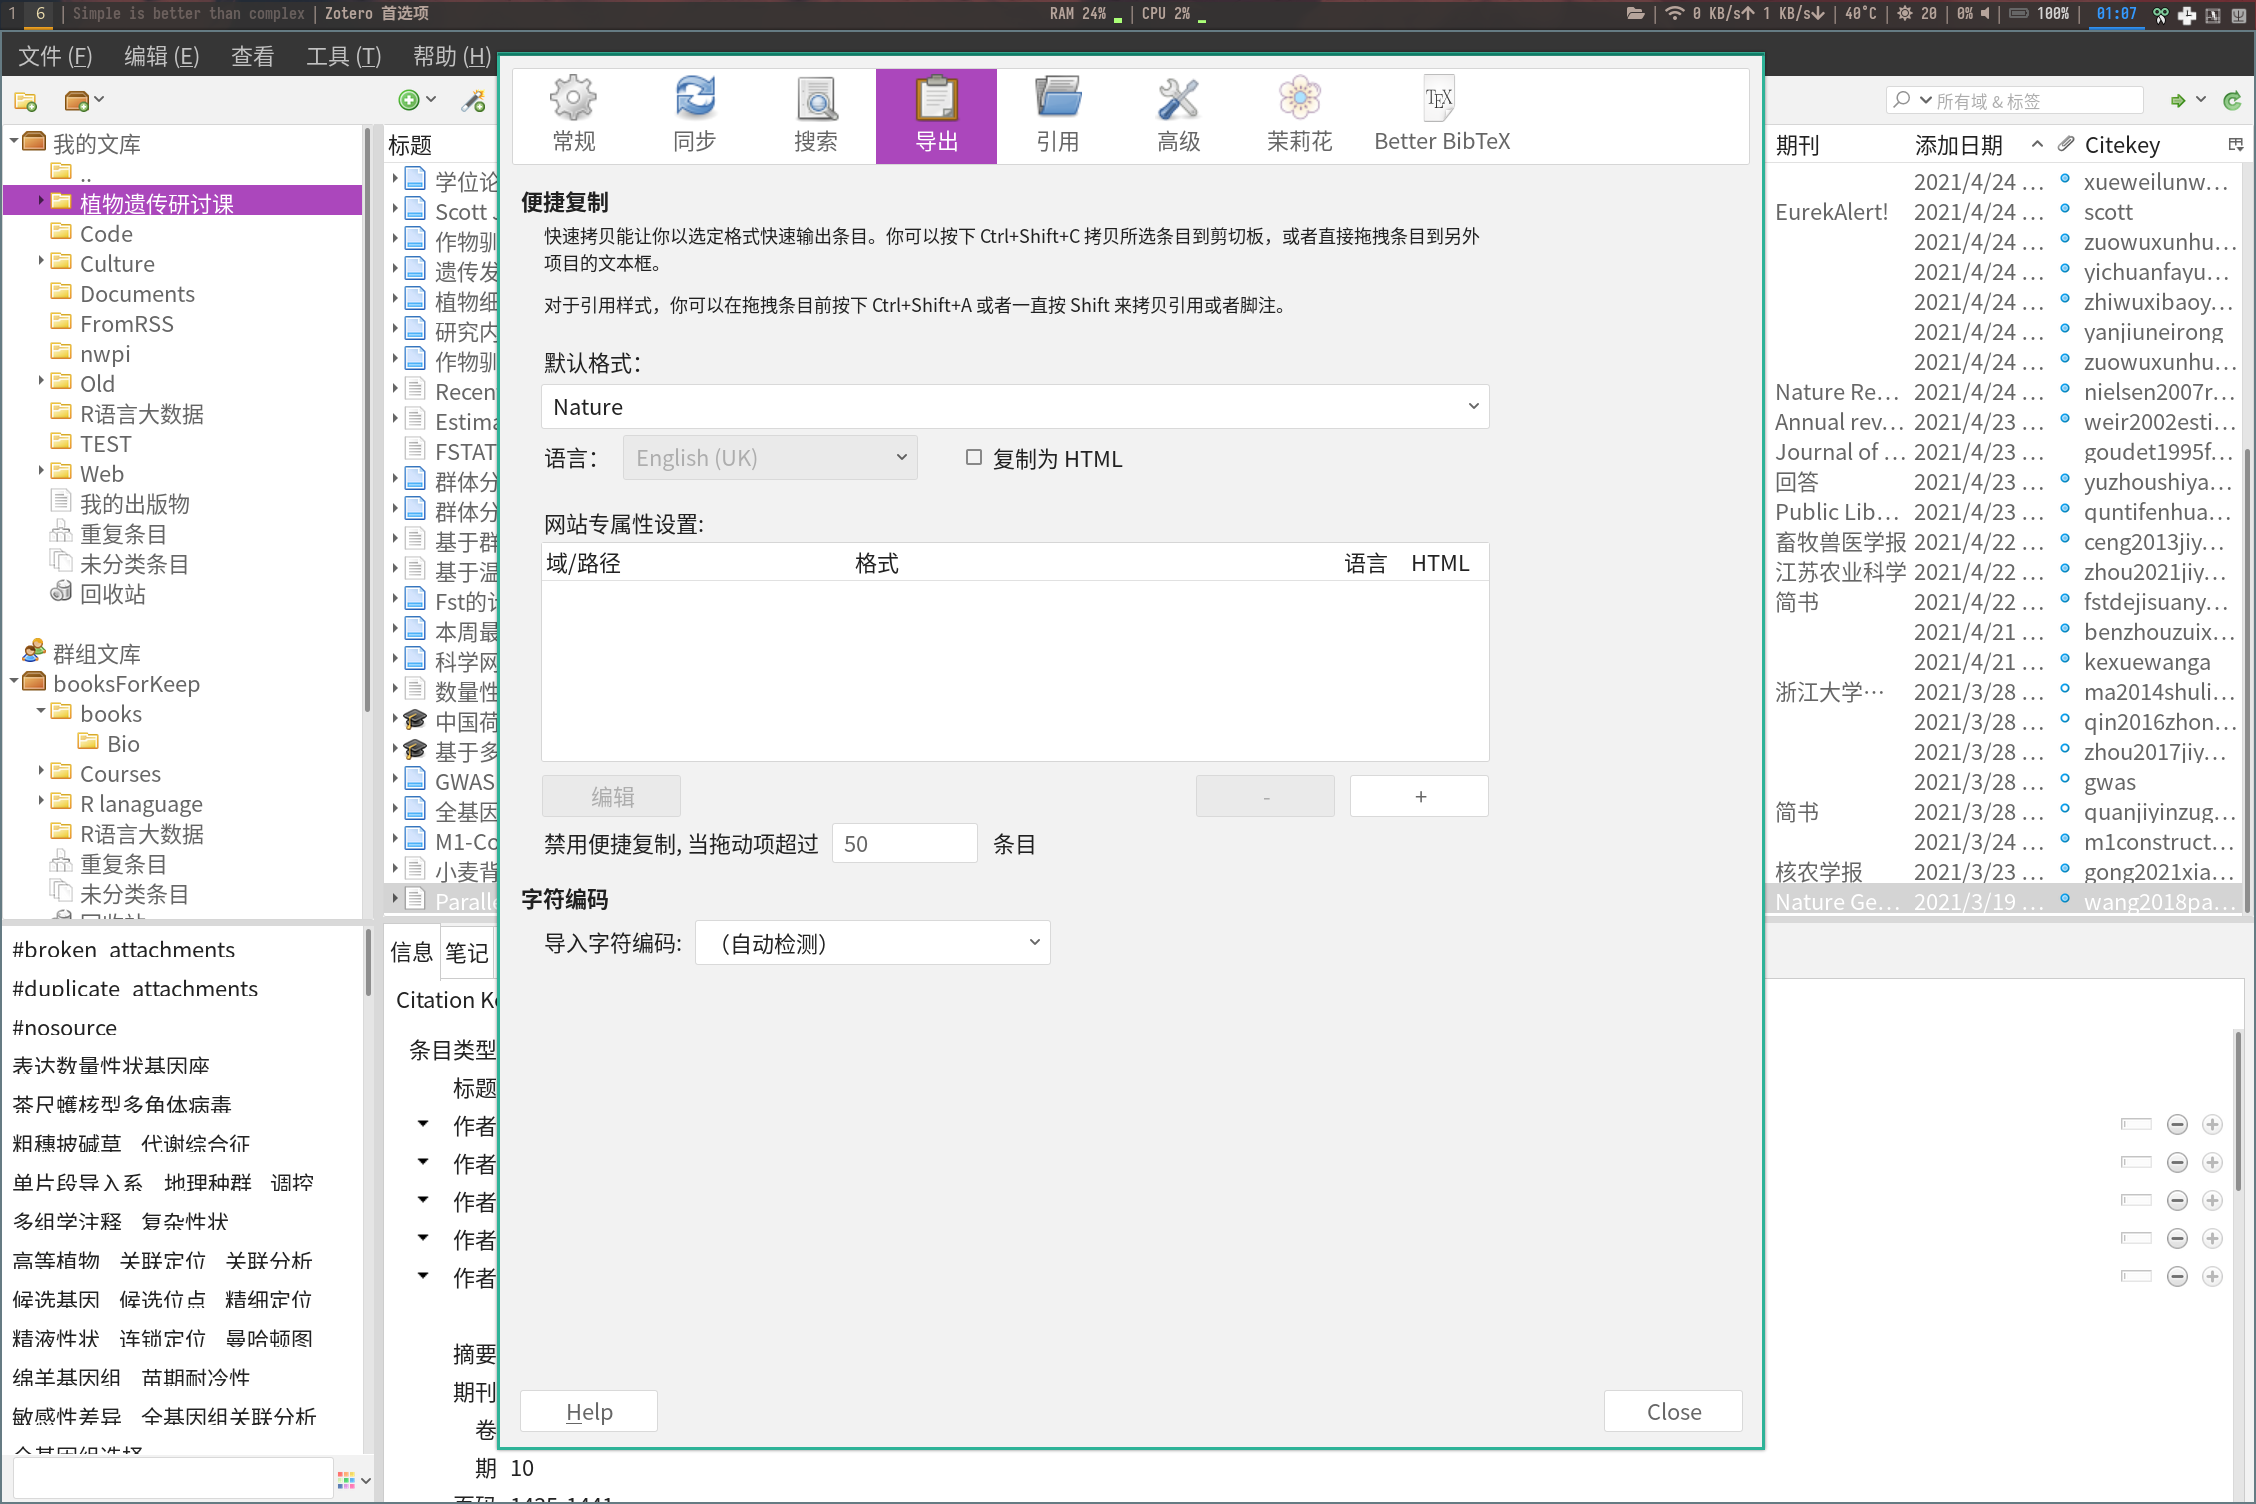 1 6 Simple is better than complex Zotero 首选项 RAM 24% CPU 2% 0 KB/s↑ 1 KB/s↓ 40°C 20 0% 100% 01:07
文件 (F) 编辑 (E) 查看 工具 (T) 帮助 (H)
所有域 & 标签
我的文库
..
植物遗传研讨课
Code
Culture
Documents
FromRSS
nwpi
Old
R语言大数据
TEST
Web
我的出版物
重复条目
未分类条目
回收站
群组文库
booksForKeep
books
Bio
Courses
R lanaguage
R语言大数据
重复条目
未分类条目
回收站
#broken attachments
#duplicate attachments
#nosource
表达数量性状基因座
茶尺蠖核型多角体病毒
粗穗披碱草 代谢综合征
单片段导入系 地理种群 调控
多组学注释 复杂性状
高等植物 关联定位 关联分析
候选基因 候选位点 精细定位
精液性状 连锁定位 曼哈顿图
绵羊基因组 苗期耐冷性
敏感性差异 全基因组关联分析
全基因组选择
标题
学位论
Scott J
作物驯
遗传发
植物细
研究内
作物驯
Recen
Estima
FSTAT
群体分
群体分
基于群
基于温
Fst的计
本周最
科学网
数量性
中国荷
基于多
GWAS
全基因
M1-Co
小麦背
Paralle
常规 同步 搜索 导出 引用 高级 茉莉花 Better BibTeX
便捷复制
快速拷贝能让你以选定格式快速输出条目。你可以按下 Ctrl+Shift+C 拷贝所选条目到剪切板，或者直接拖拽条目到另外
项目的文本框。
对于引用样式，你可以在拖拽条目前按下 Ctrl+Shift+A 或者一直按 Shift 来拷贝引用或者脚注。
默认格式：
Nature
语言： English (UK) 复制为 HTML
网站专属性设置:
域/路径 格式 语言 HTML
编辑 - +
禁用便捷复制, 当拖动项超过 50 条目
字符编码
导入字符编码: （自动检测）
Help Close
期刊 添加日期 Citekey
2021/4/24 … xueweilunw…
EurekAlert! 2021/4/24 … scott
2021/4/24 … zuowuxunhu…
2021/4/24 … yichuanfayu…
2021/4/24 … zhiwuxibaoy…
2021/4/24 … yanjiuneirong
2021/4/24 … zuowuxunhu…
Nature Re… 2021/4/24 … nielsen2007r…
Annual rev… 2021/4/23 … weir2002esti…
Journal of … 2021/4/23 … goudet1995f…
回答 2021/4/23 … yuzhoushiya…
Public Lib… 2021/4/23 … quntifenhua…
畜牧兽医学报 2021/4/22 … ceng2013jiy…
江苏农业科学 2021/4/22 … zhou2021jiy…
简书 2021/4/22 … fstdejisuany…
2021/4/21 … benzhouzuix…
2021/4/21 … kexuewanga
浙江大学… 2021/3/28 … ma2014shuli…
2021/3/28 … qin2016zhon…
2021/3/28 … zhou2017jiy…
2021/3/28 … gwas
简书 2021/3/28 … quanjiyinzug…
2021/3/24 … m1construct…
核农学报 2021/3/23 … gong2021xia…
Nature Ge… 2021/3/19 … wang2018pa…
信息 笔记
Citation Ke
条目类型
标题
作者
作者
作者
作者
作者
摘要
期刊
卷
期 10
页码 1435-1441